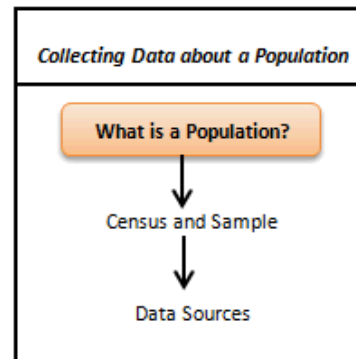 Collecting Data about a Population
What is a Population?
Census and Sample
Data Sources